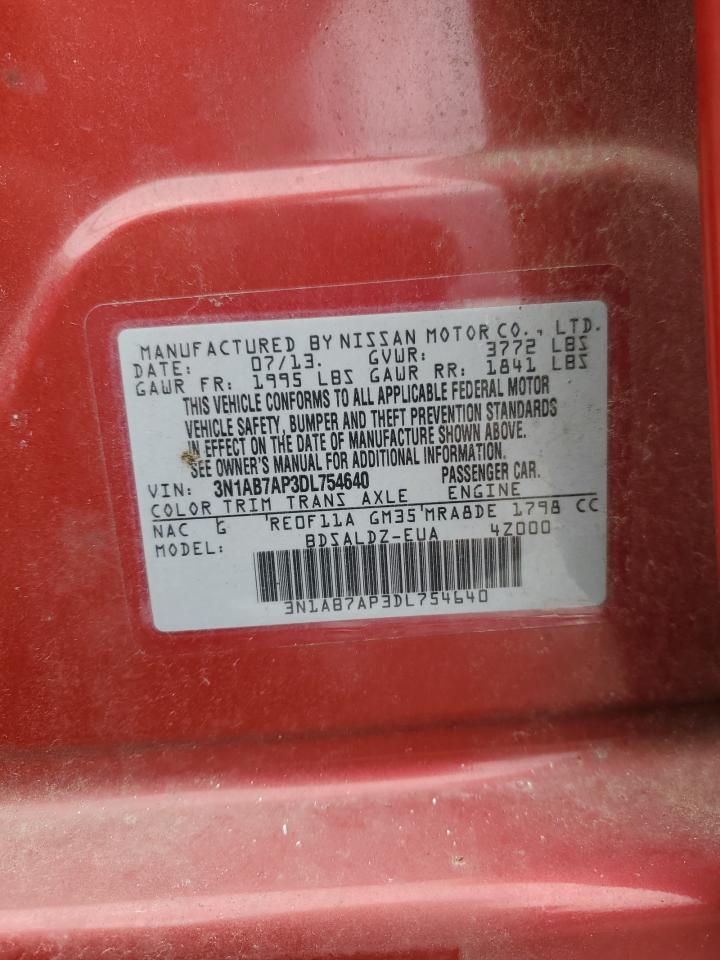 MANUFACTURED BY NISSAN MOTOR CO., LTD.
DATE: 07/13. GVWR: 3772 LBS
GAWR FR: 1995 LBS GAWR RR: 1841 LBS
THIS VEHICLE CONFORMS TO ALL APPLICABLE FEDERAL MOTOR
VEHICLE SAFETY, BUMPER AND THEFT PREVENTION STANDARDS
IN EFFECT ON THE DATE OF MANUFACTURE SHOWN ABOVE.
SEE OWNER'S MANUAL FOR ADDITIONAL INFORMATION.
VIN: 3N1AB7AP3DL754640 PASSENGER CAR.
COLOR TRIM TRANS AXLE ENGINE
NAC G RE0F11A GM35 MRA8DE 1798 CC
MODEL: BDSALDZ-EUA 4Z000
3N1AB7AP3DL754640